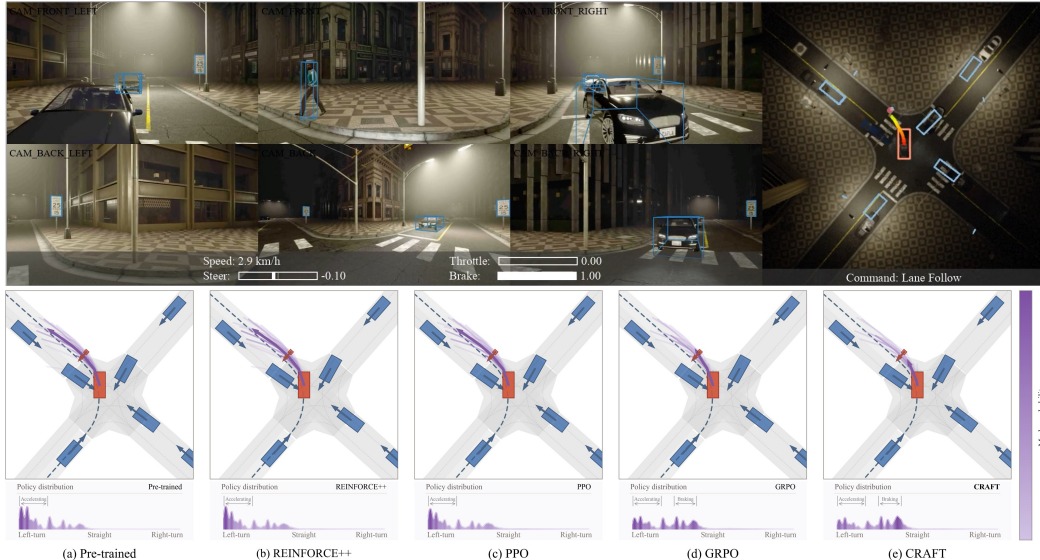 CAM_FRONT_LEFT
CAM_FRONT
CAM_FRONT_RIGHT
CAM_BACK_LEFT
CAM_BACK
CAM_BACK_RIGHT
Speed: 2.9 km/h
Throttle: 0.00
Steer: -0.10
Brake: 1.00
Command: Lane Follow
Policy distribution Pre-trained
Accelerating
Left-turn Straight Right-turn
(a) Pre-trained
Policy distribution REINFORCE++
Accelerating
Left-turn Straight Right-turn
(b) REINFORCE++
Policy distribution PPO
Accelerating
Left-turn Straight Right-turn
(c) PPO
Policy distribution GRPO
Accelerating Braking
Left-turn Straight Right-turn
(d) GRPO
Policy distribution CRAFT
Accelerating Braking
Left-turn Straight Right-turn
(e) CRAFT